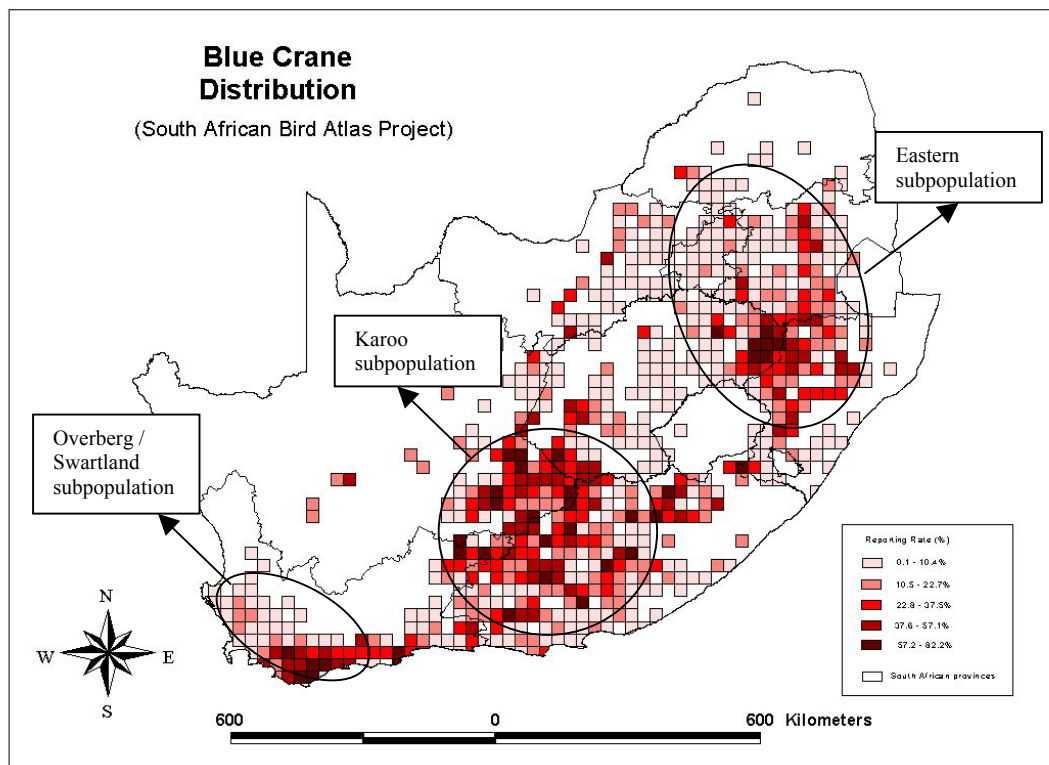 Blue Crane
Distribution
(South African Bird Atlas Project)
Eastern
subpopulation
Karoo
subpopulation
Overberg /
Swartland
subpopulation
N
W
E
S
Reporting Rate (%)
0.1 - 10.4%
10.5 - 22.7%
22.8 - 37.5%
37.6 - 57.1%
57.2 - 82.2%
South African provinces
600
0
600 Kilometers